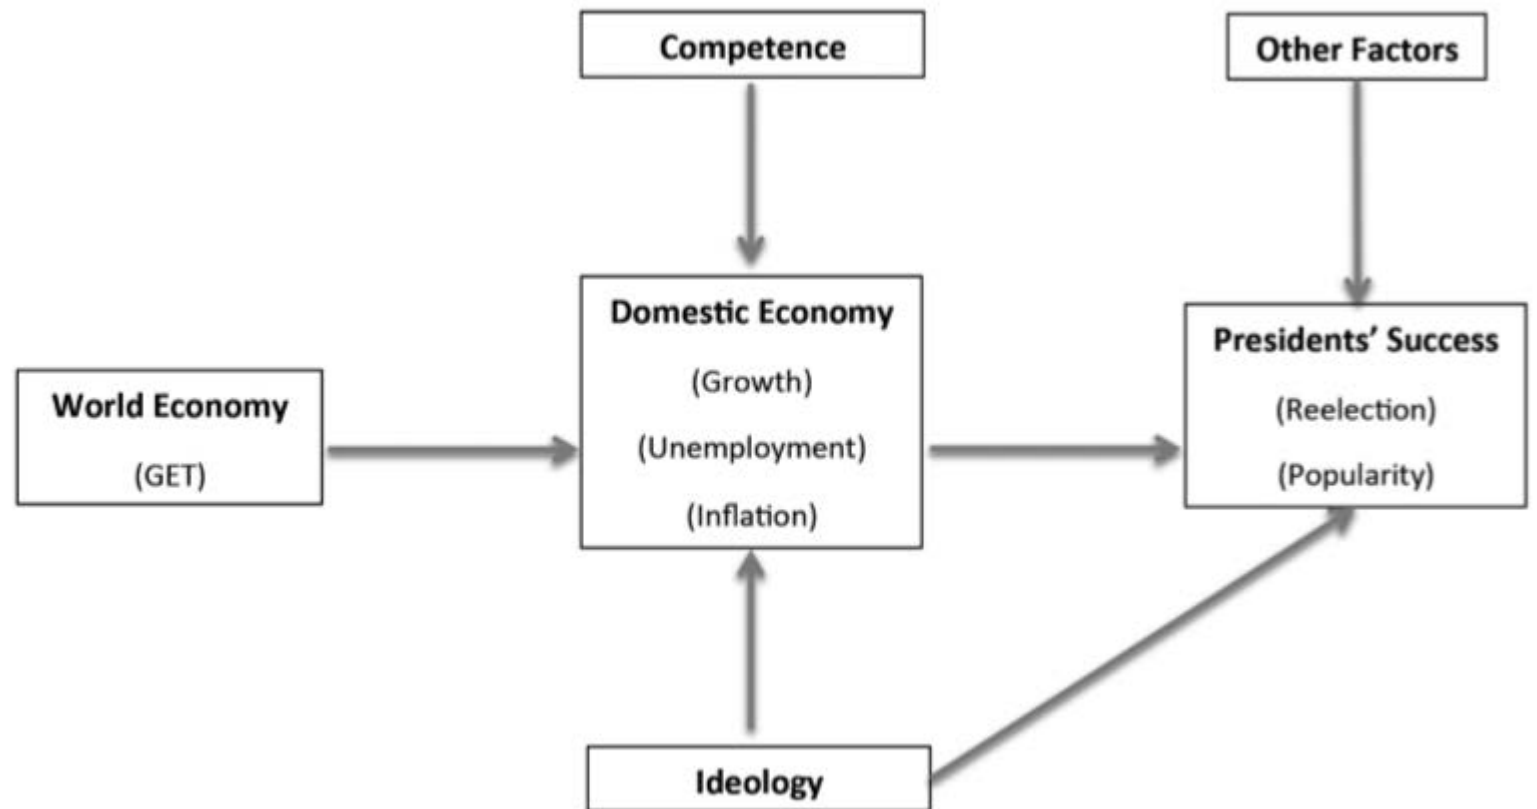 Competence
Other Factors
Domestic Economy
(Growth)
(Unemployment)
(Inflation)
World Economy
(GET)
Presidents’ Success
(Reelection)
(Popularity)
Ideology